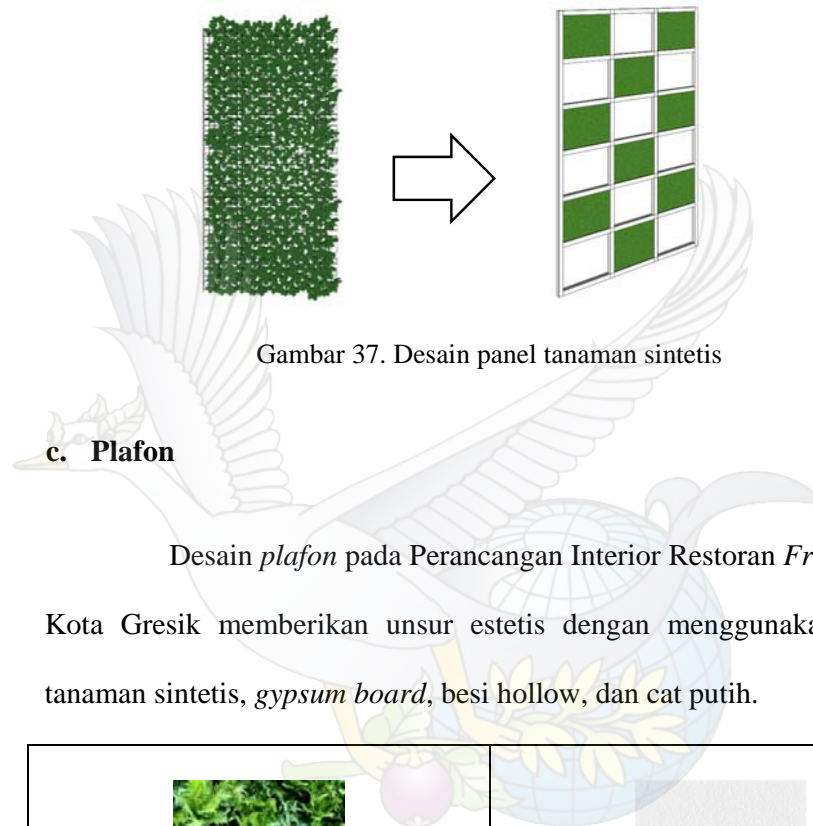 Gambar 37. Desain panel tanaman sintetis
c. Plafon
Desain plafon pada Perancangan Interior Restoran
Kota Gresik memberikan unsur estetis dengan
tanaman sintetis, gypsum board, besi hollow, dan cat putih.